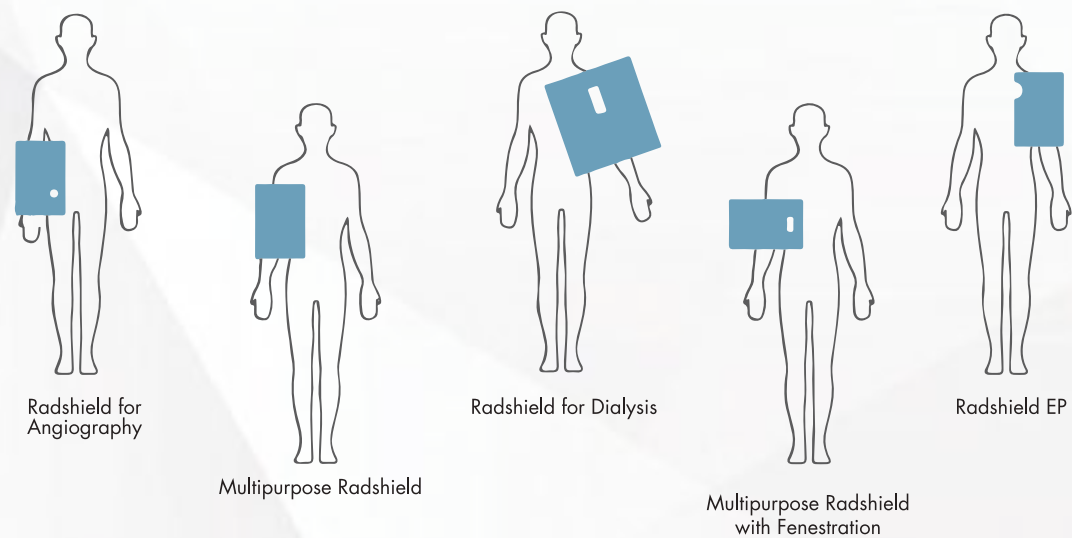 Radshield for
Angiography
Multipurpose Radshield
Radshield for Dialysis
Multipurpose Radshield
with Fenestration
Radshield EP